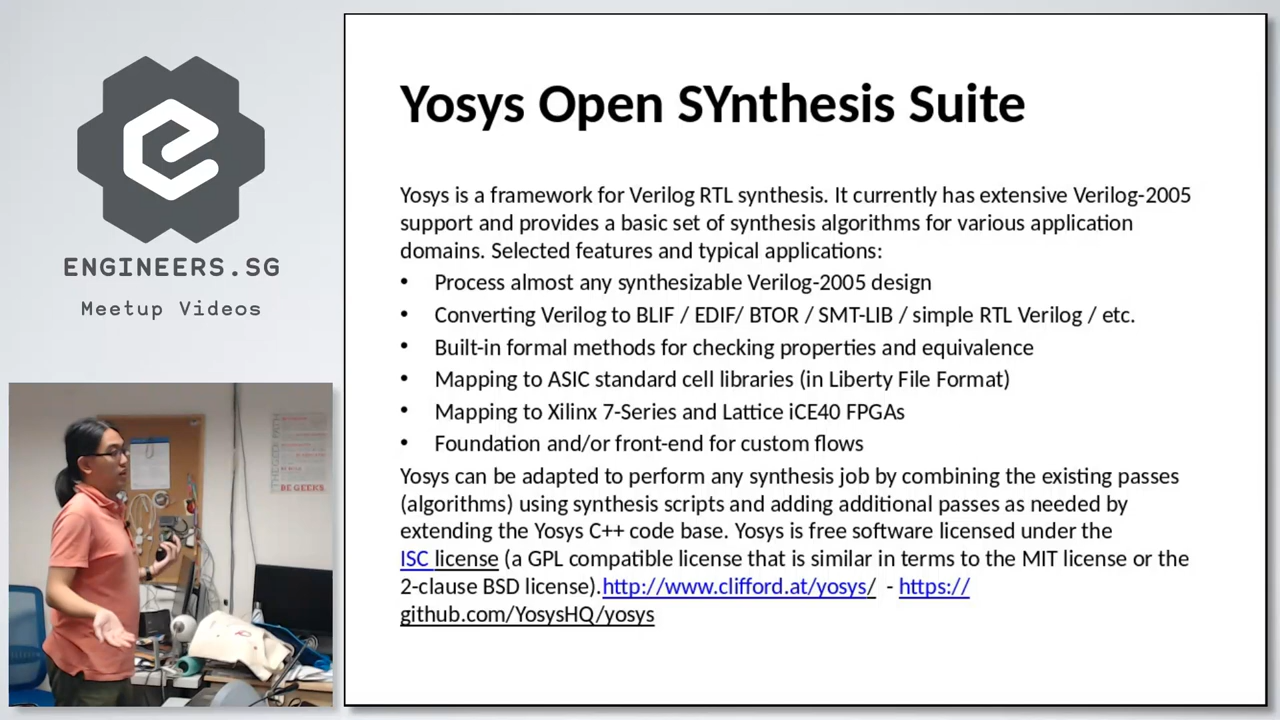 ENGINEERS.SG
Meetup Videos
Yosys Open SYnthesis Suite
Yosys is a framework for Verilog RTL synthesis. It currently has extensive Verilog-2005
support and provides a basic set of synthesis algorithms for various application
domains. Selected features and typical applications:
• Process almost any synthesizable Verilog-2005 design
• Converting Verilog to BLIF / EDIF/ BTOR / SMT-LIB / simple RTL Verilog / etc.
• Built-in formal methods for checking properties and equivalence
• Mapping to ASIC standard cell libraries (in Liberty File Format)
• Mapping to Xilinx 7-Series and Lattice iCE40 FPGAs
• Foundation and/or front-end for custom flows
Yosys can be adapted to perform any synthesis job by combining the existing passes
(algorithms) using synthesis scripts and adding additional passes as needed by
extending the Yosys C++ code base. Yosys is free software licensed under the
ISC license (a GPL compatible license that is similar in terms to the MIT license or the
2-clause BSD license).http://www.clifford.at/yosys/ - https://
github.com/YosysHQ/yosys
BE GEEKS